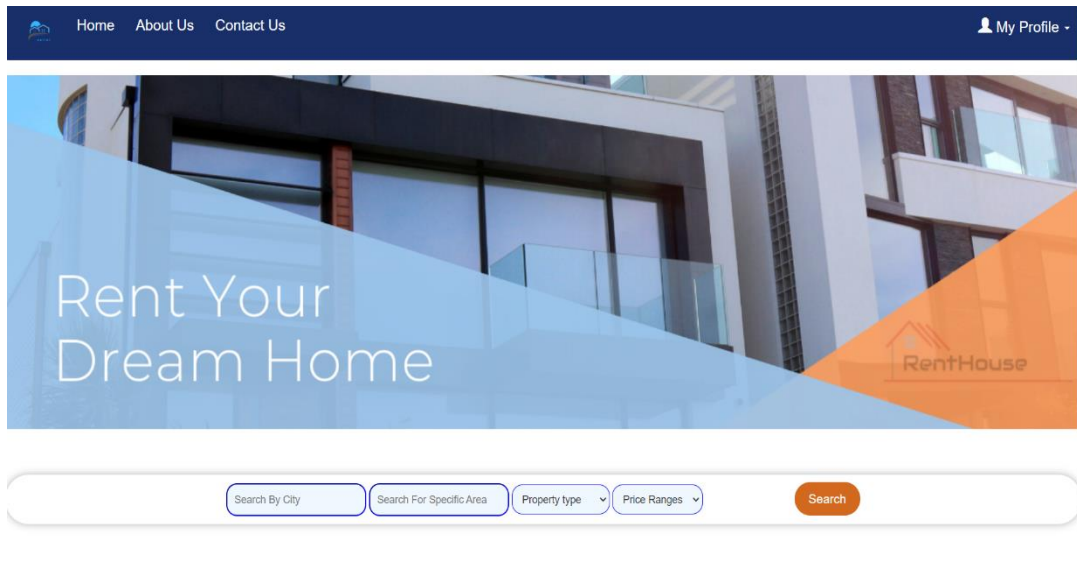 Home About Us Contact Us My Profile
Rent Your
Dream Home
RentHouse
Search By City Search For Specific Area Property type Price Ranges Search